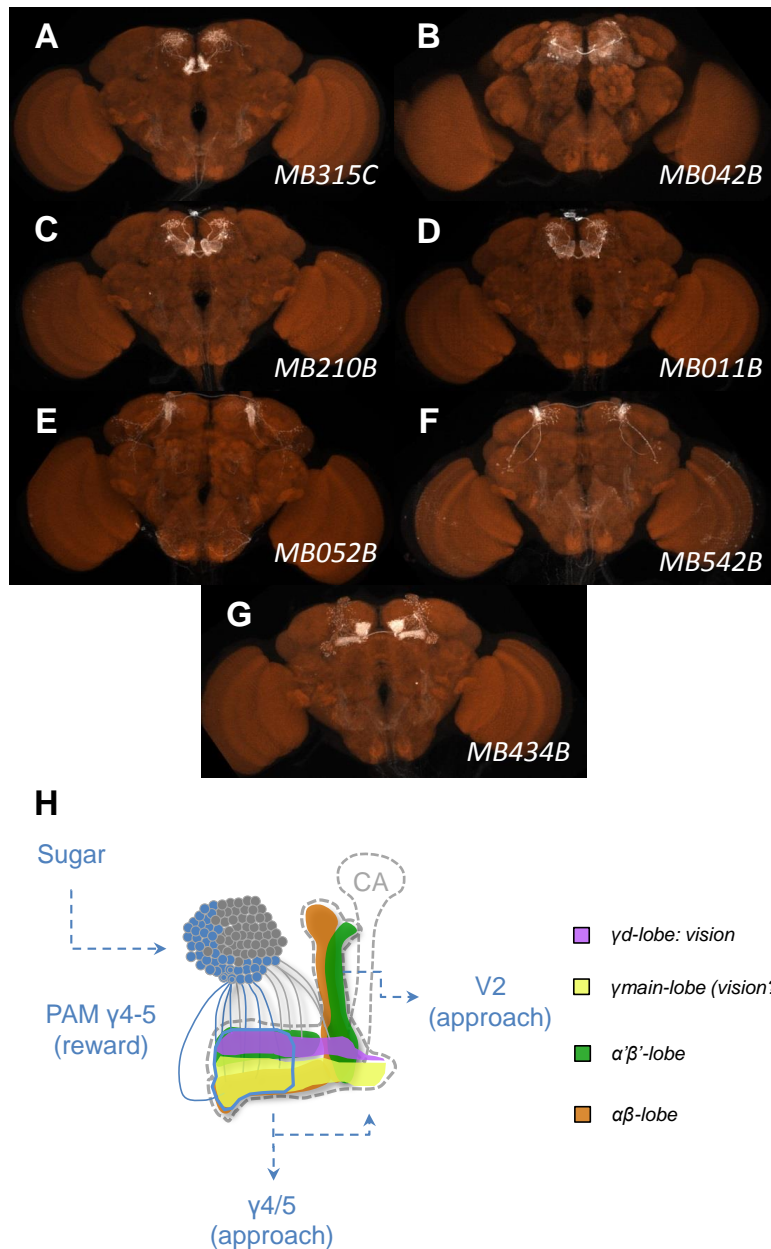 A
MB315C
B
MB042B
C
MB210B
D
MB011B
E
MB052B
F
MB542B
G
MB434B
H
Sugar
CA
PAM γ4-5
(reward)
V2
(approach)
γ4/5
(approach)
γd-lobe: vision
γmain-lobe (vision?
α'β'-lobe
αβ-lobe